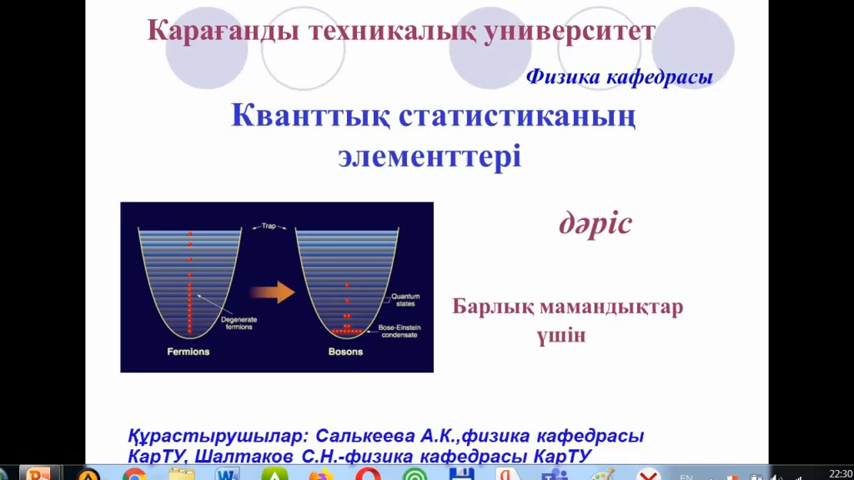 Карағанды техникалық университет
Физика кафедрасы
Кванттық статистиканың
элементтері
дәріс
Trap
Quantum
states
Degenerate
fermions
Bose-Einstein
condensate
Fermions
Bosons
Барлық мамандықтар
үшін
Құрастырушылар: Салькеева А.К.,физика кафедрасы
КарТУ, Шалтаков С.Н-физика кафедрасы КарТУ
EN
22:30